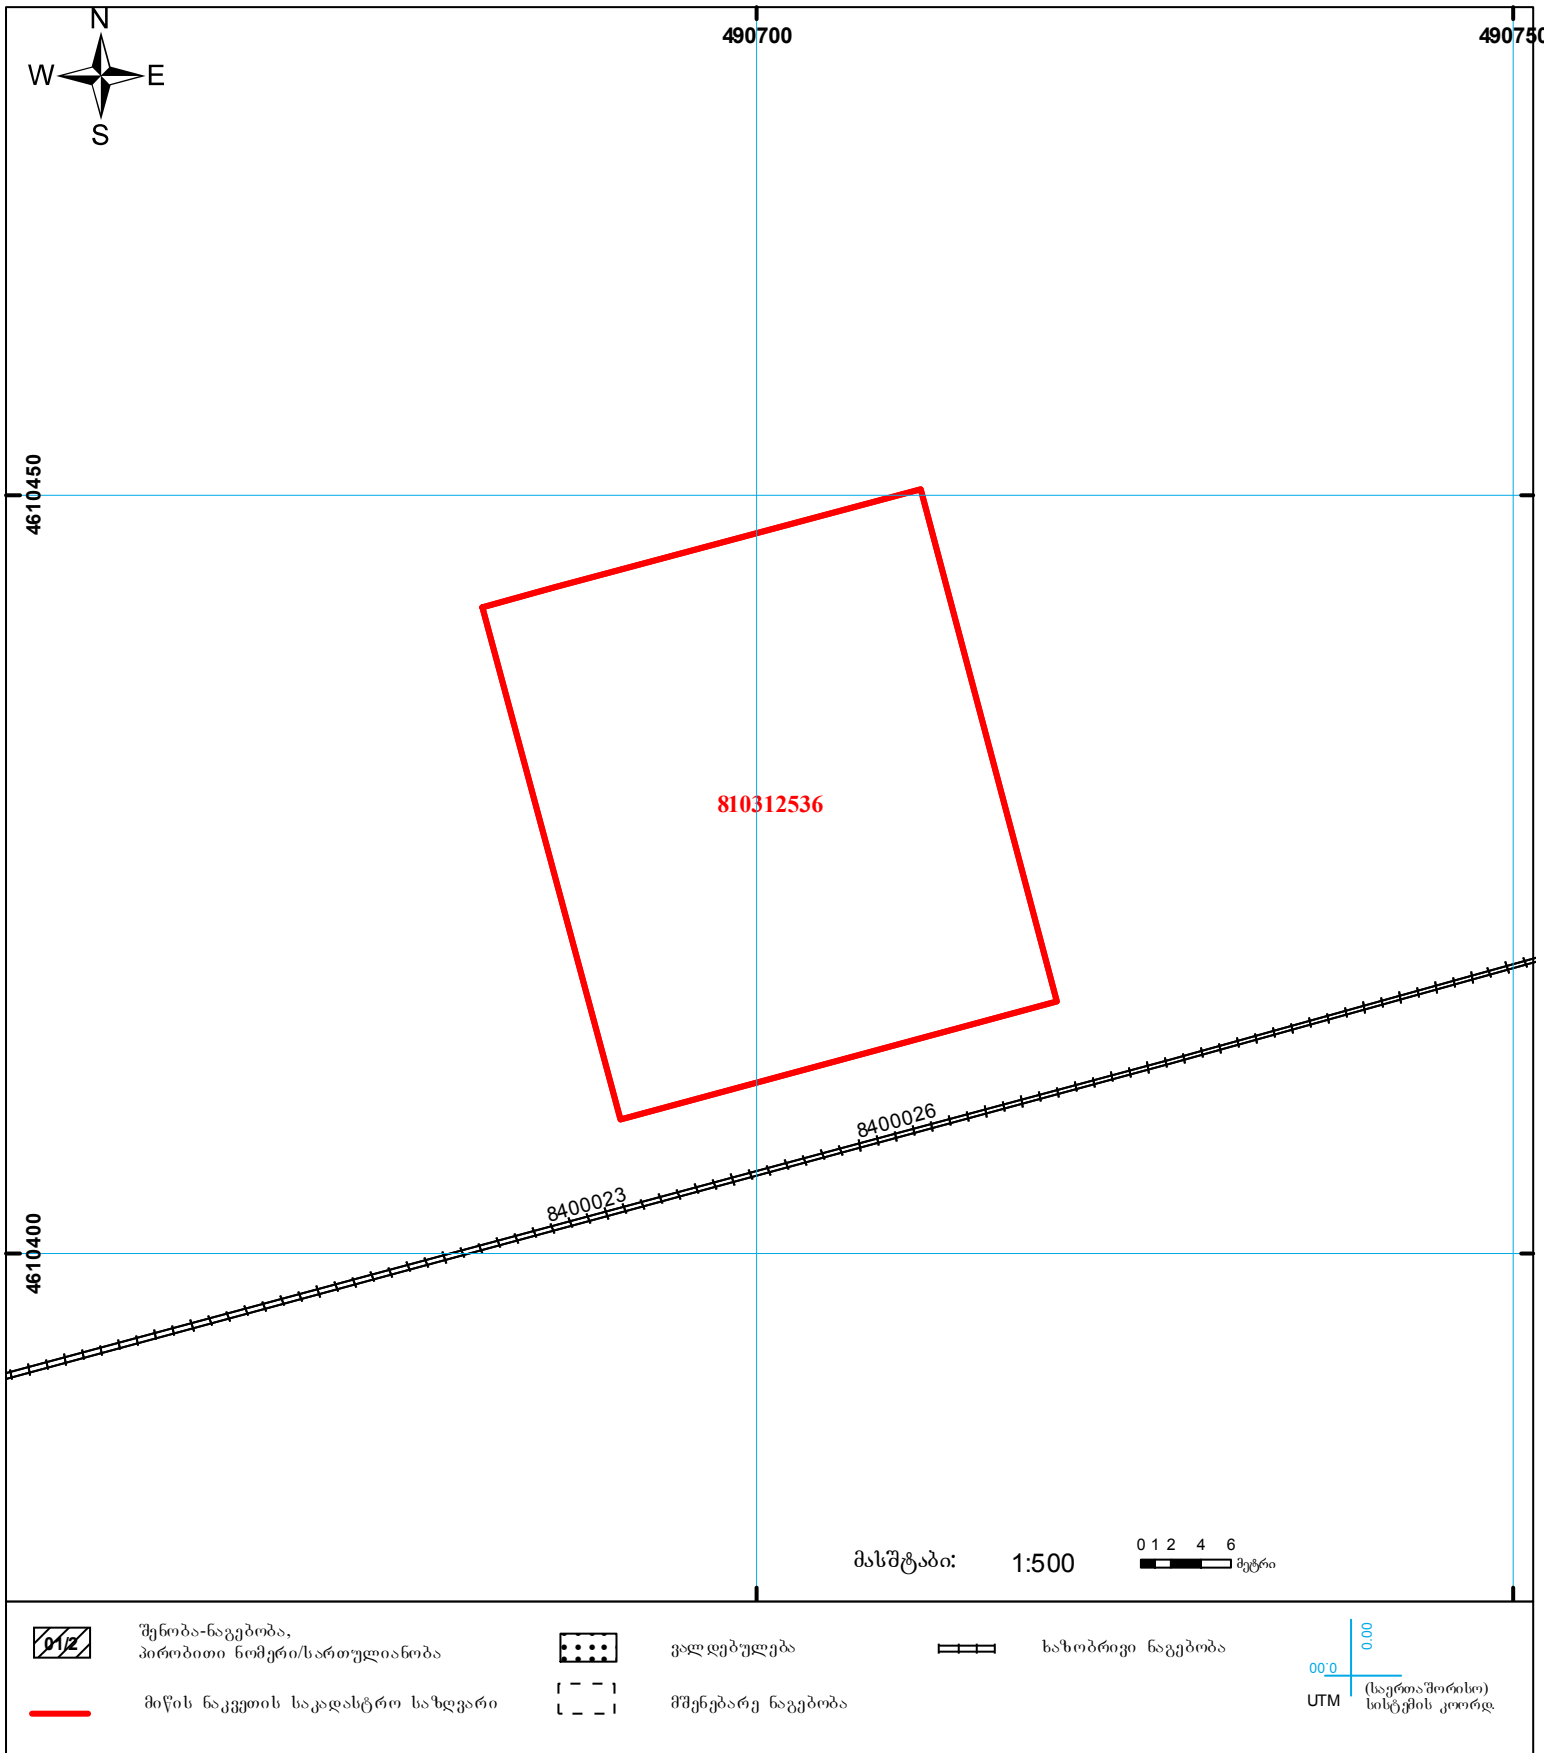 N
W E
S
490700
490750
4610450
810312536
8400026
8400023
4610400
მასშტაბი: 1:500
0 1 2 4 6
მეტრი
01/2
შენობა-ნაგებობა,
პირობითი ნომერი/სართულიანობა
ვალდებულება
ხაზობრივი ნაგებობა
მიწის ნაკვეთის საკადასტრო საზღვარი
მშენებარე ნაგებობა
0.00
0.00
UTM
(საერთაშორისო)
სისტემის კოორდ.